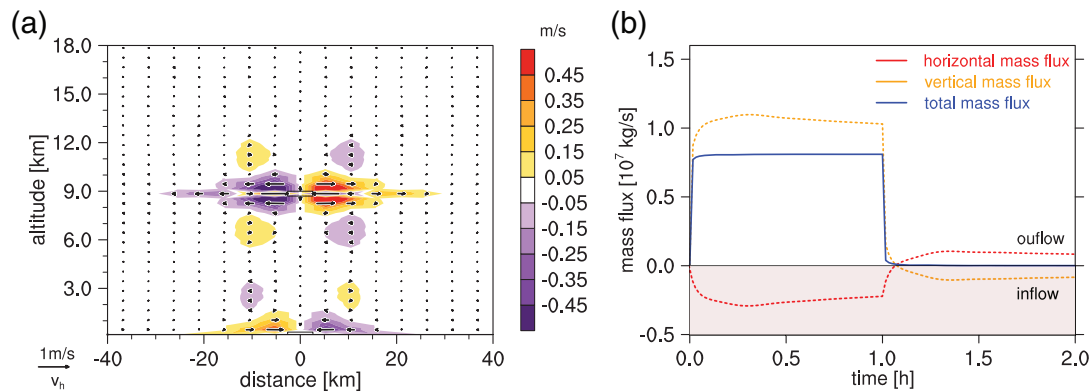 (a)
m/s
18.0
15.0
12.0
9.0
6.0
3.0
altitude [km]
-40 -20 0 20 40
distance [km]
1m/s
v_h
0.45
0.35
0.25
0.15
0.05
-0.05
-0.15
-0.25
-0.35
-0.45
(b)
horizontal mass flux
vertical mass flux
total mass flux
1.5
1.0
0.5
0.0
-0.5
mass flux [10^7 kg/s]
ouflow
inflow
0.0 0.5 1.0 1.5 2.0
time [h]